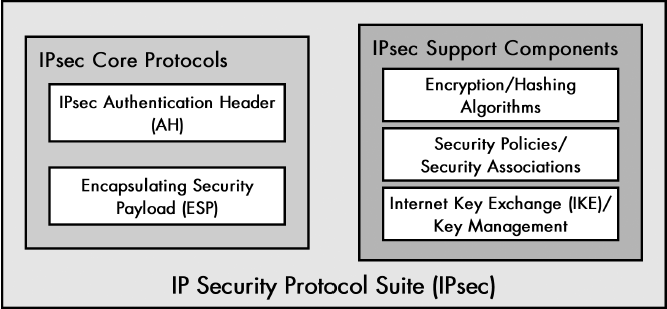 IPsec Core Protocols
IPsec Authentication Header
(AH)
Encapsulating Security
Payload (ESP)
IPsec Support Components
Encryption/Hashing
Algorithms
Security Policies/
Security Associations
Internet Key Exchange (IKE)/
Key Management
IP Security Protocol Suite (IPsec)